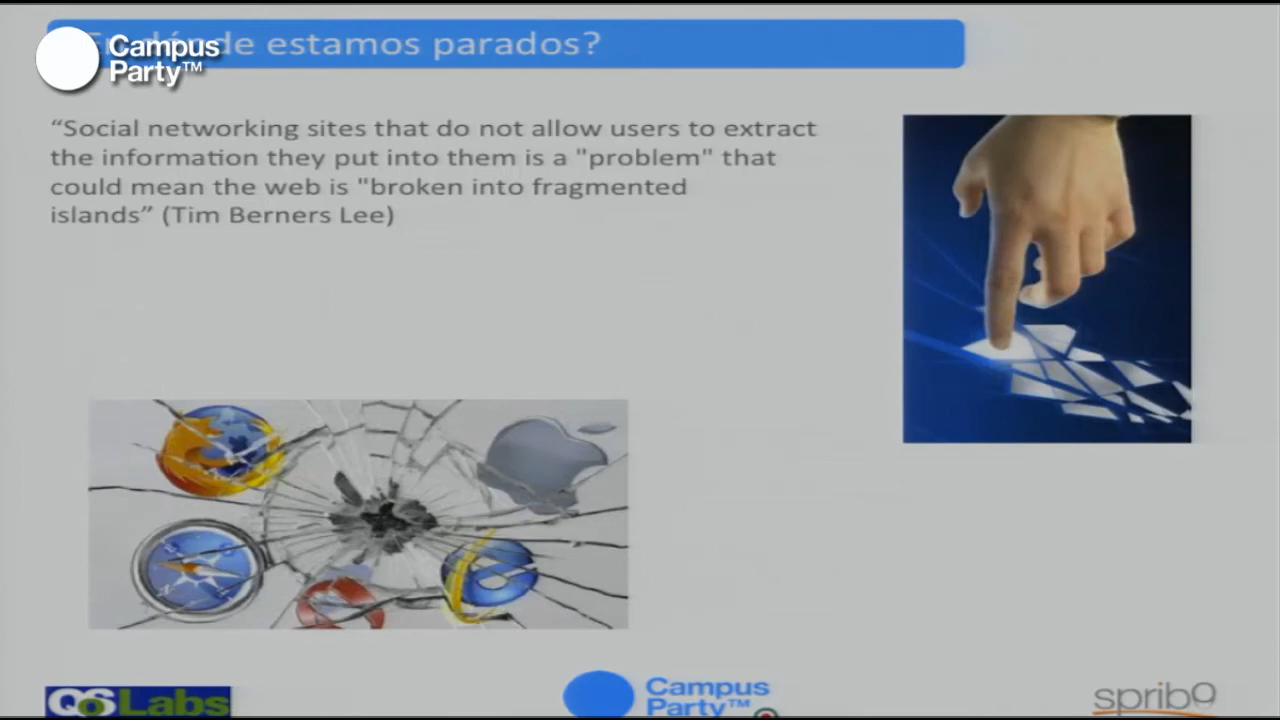 Campus
Party™
dónde estamos parados?
“Social networking sites that do not allow users to extract
the information they put into them is a "problem" that
could mean the web is "broken into fragmented
islands” (Tim Berners Lee)
QoS Labs
Campus
Party™
spribo